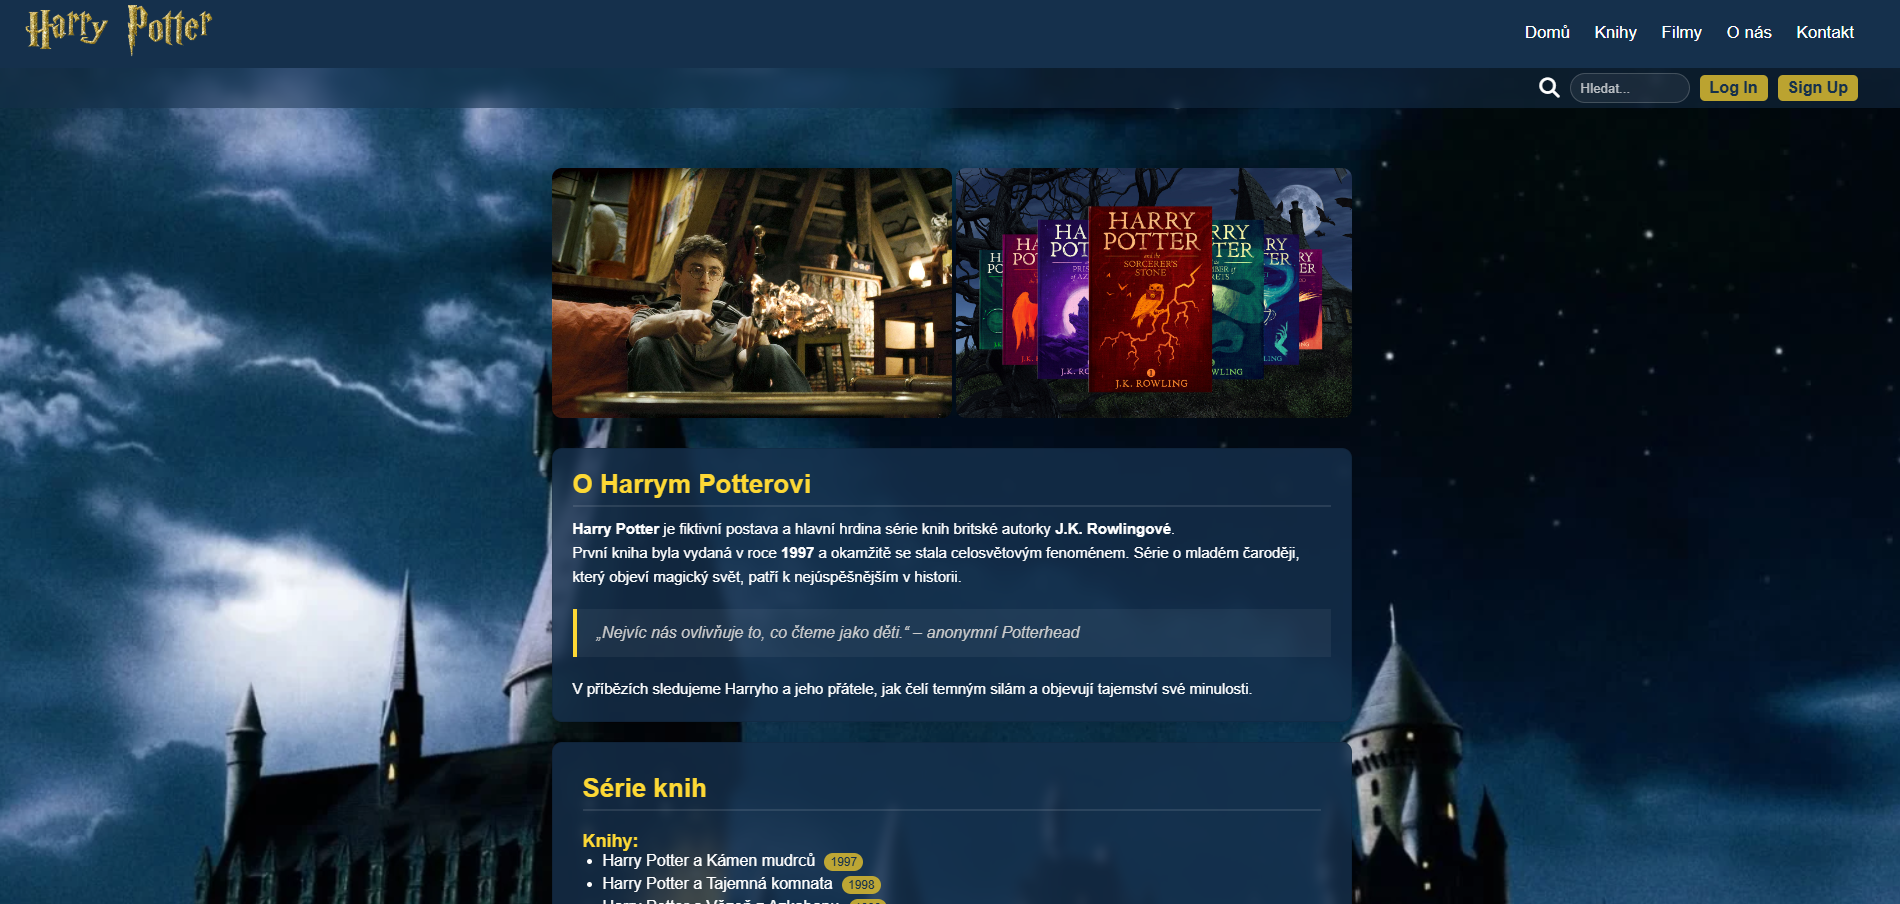 Harry Potter
Domů Knihy Filmy O nás Kontakt
Hledat... Log In Sign Up
HARRY
POTTER
and the
SORCERER'S
STONE
J.K. ROWLING
O Harrym Potterovi
Harry Potter je fiktivní postava a hlavní hrdina série knih britské autorky J.K. Rowlingové.
První kniha byla vydaná v roce 1997 a okamžitě se stala celosvětovým fenoménem. Série o mladém čaroději,
který objeví magický svět, patří k nejúspěšnějším v historii.
„Nejvíc nás ovlivňuje to, co čteme jako děti.“ – anonymní Potterhead
V příbězích sledujeme Harryho a jeho přátele, jak čelí temným silám a objevují tajemství své minulosti.
Série knih
Knihy:
Harry Potter a Kámen mudrců 1997
Harry Potter a Tajemná komnata 1998